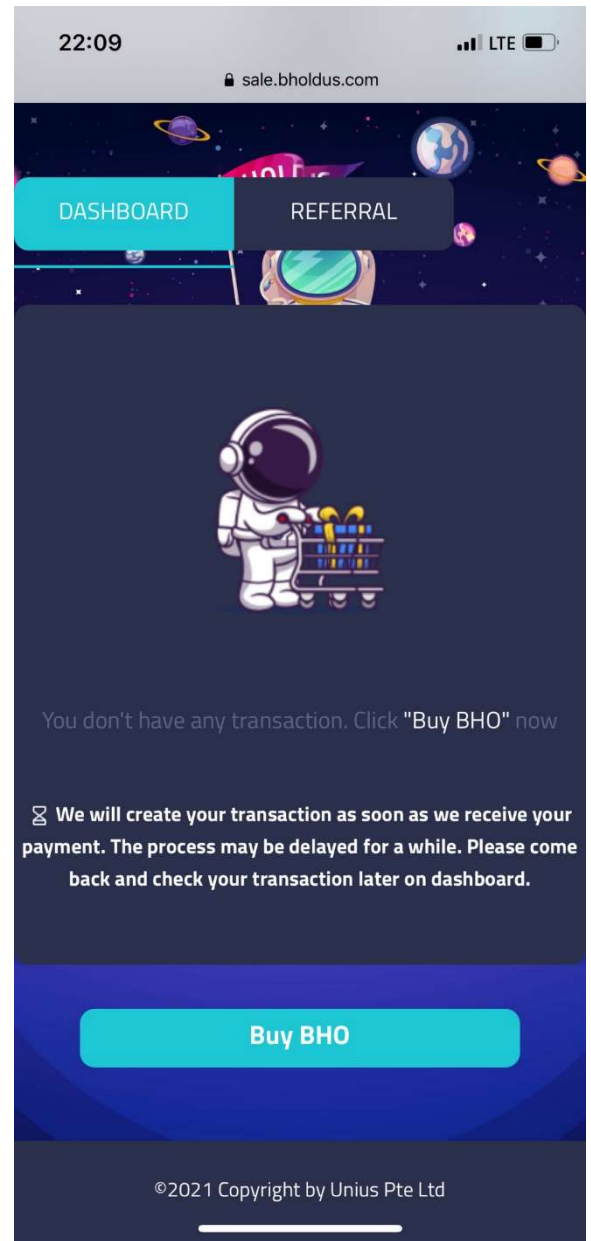 22:09
LTE
sale.bholdus.com
DASHBOARD
REFERRAL
You don't have any transaction. Click "Buy BHO" now
We will create your transaction as soon as we receive your
payment. The process may be delayed for a while. Please come
back and check your transaction later on dashboard.
Buy BHO
©2021 Copyright by Unius Pte Ltd